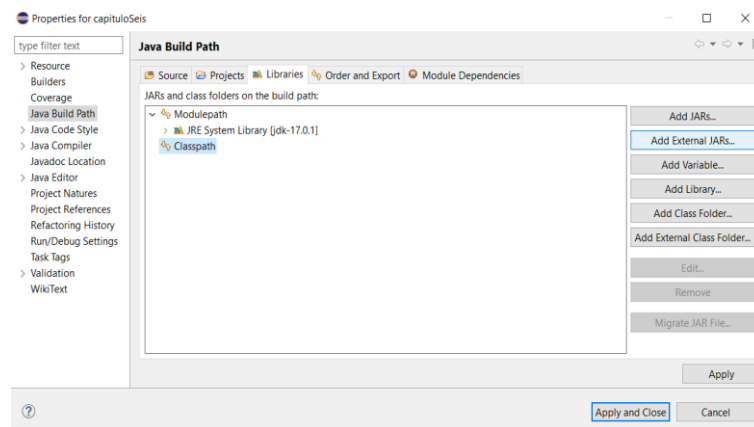 Properties for capituloSeis
type filter text
Resource
Builders
Coverage
Java Build Path
Java Code Style
Java Compiler
Javadoc Location
Java Editor
Project Natures
Project References
Refactoring History
Run/Debug Settings
Task Tags
Validation
WikiText
Java Build Path
Source Projects Libraries Order and Export Module Dependencies
JARs and class folders on the build path:
Modulepath
JRE System Library [jdk-17.0.1]
Classpath
Add JARs...
Add External JARs...
Add Variable...
Add Library...
Add Class Folder...
Add External Class Folder...
Edit...
Remove
Migrate JAR File...
Apply
Apply and Close Cancel